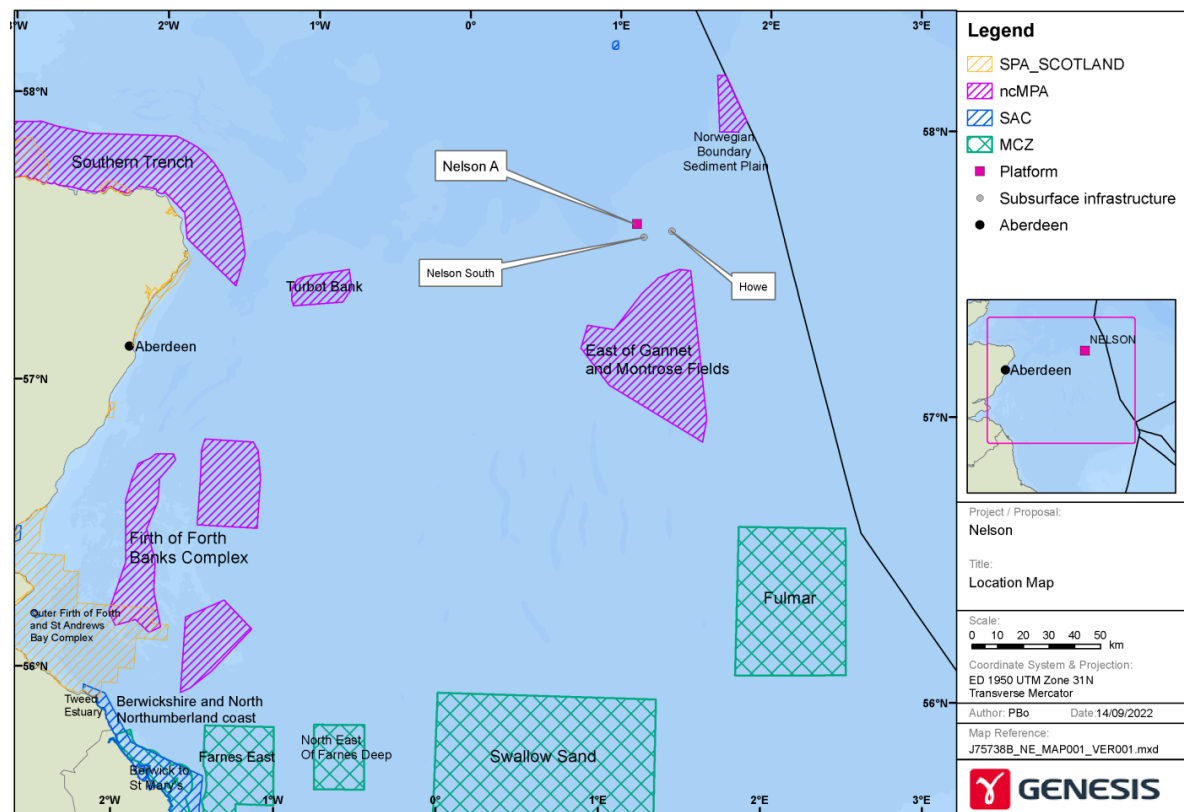 3°W
2°W
1°W
0°
1°E
2°E
3°E
58°N
58°N
Southern Trench
Norwegian
Boundary
Sediment Plain
Nelson A
Nelson South
Howe
Turbot Bank
Aberdeen
East of Gannet
and Montrose Fields
57°N
57°N
Firth of Forth
Banks Complex
Fulmar
Outer Firth of Forth
and St Andrews
Bay Complex
56°N
56°N
Tweed
Estuary
Berwickshire and North
Northumberland coast
Berwick to
St Mary's
Farnes East
North East
Of Farnes Deep
Swallow Sand
2°W
1°W
0°
1°E
2°E
3°E
Legend
SPA_SCOTLAND
ncMPA
SAC
MCZ
Platform
Subsurface infrastructure
Aberdeen
NELSON
Aberdeen
Project / Proposal:
Nelson
Title:
Location Map
Scale:
0 10 20 30 40 50
km
Coordinate System & Projection:
ED 1950 UTM Zone 31N
Transverse Mercator
Author: PBo Date:14/09/2022
Map Reference:
J75738B_NE_MAP001_VER001.mxd
GENESIS